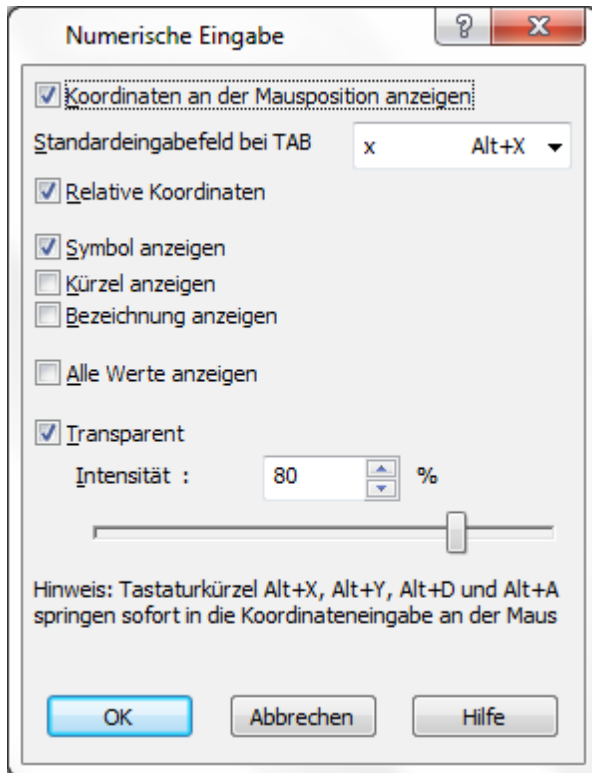 Numerische Eingabe
Koordinaten an der Mausposition anzeigen
Standardeingabefeld bei TAB x Alt+X
Relative Koordinaten
Symbol anzeigen
Kürzel anzeigen
Bezeichnung anzeigen
Alle Werte anzeigen
Transparent
Intensität : 80 %
Hinweis: Tastaturkürzel Alt+X, Alt+Y, Alt+D und Alt+A
springen sofort in die Koordinateneingabe an der Maus
OK Abbrechen Hilfe